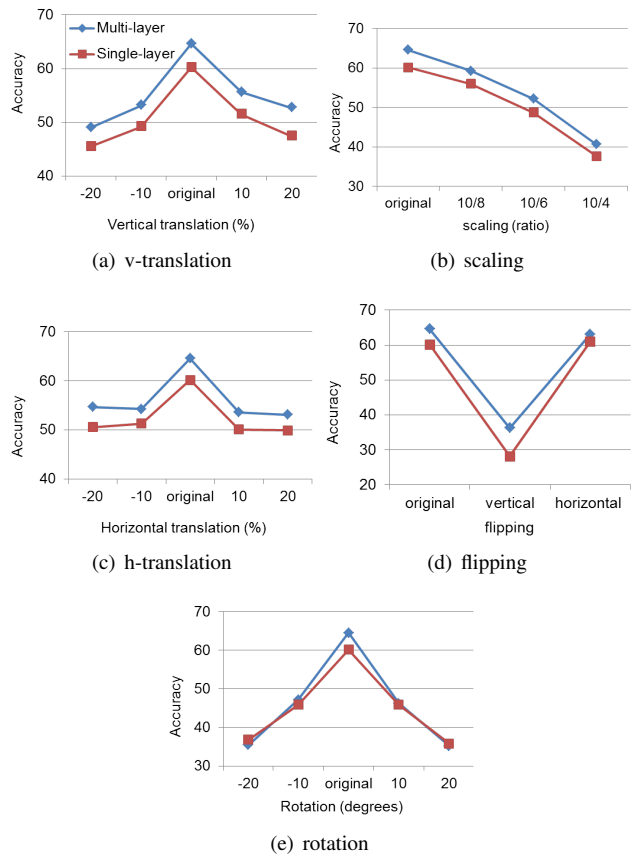 70
Multi-layer
Single-layer
60
50
40
Accuracy
-20 -10 original 10 20
Vertical translation (%)
(a) v-translation
70
60
50
40
30
Accuracy
original 10/8 10/6 10/4
scaling (ratio)
(b) scaling
70
60
50
40
Accuracy
-20 -10 original 10 20
Horizontal translation (%)
(c) h-translation
70
60
50
40
30
20
Accuracy
original vertical horizontal
flipping
(d) flipping
70
60
50
40
30
Accuracy
-20 -10 original 10 20
Rotation (degrees)
(e) rotation